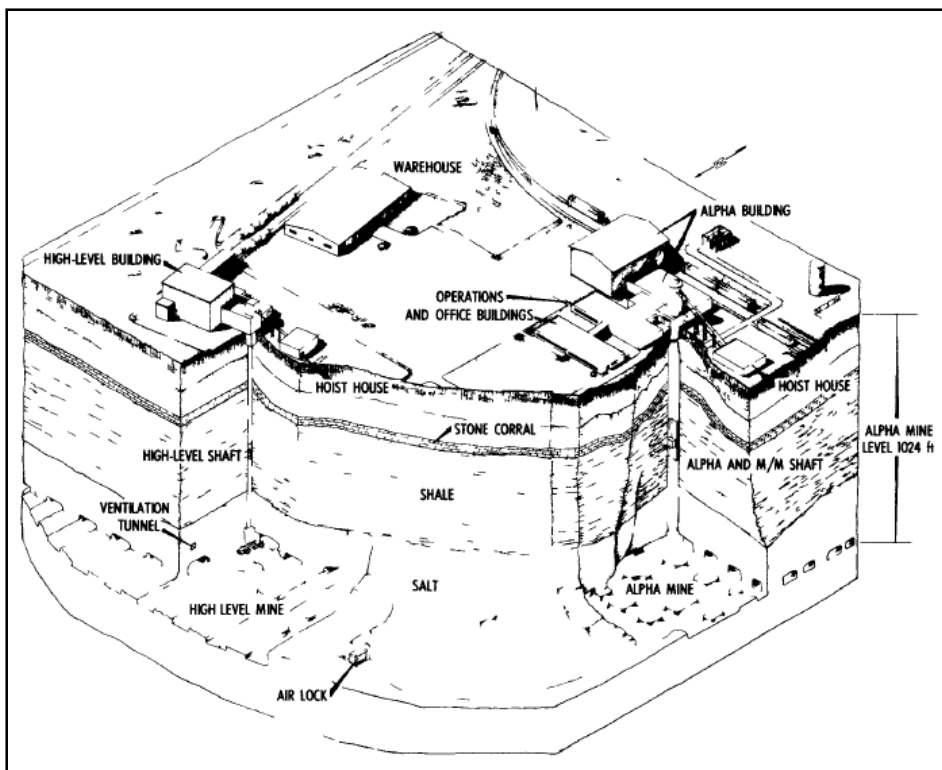 WAREHOUSE
ALPHA BUILDING
HIGH-LEVEL BUILDING
OPERATIONS
AND OFFICE BUILDINGS
HOIST HOUSE
HOIST HOUSE
STONE CORRAL
ALPHA MINE
LEVEL 1024 ft
HIGH-LEVEL SHAFT
ALPHA AND M/M SHAFT
SHALE
VENTILATION
TUNNEL
SALT
ALPHA MINE
HIGH LEVEL MINE
AIR LOCK